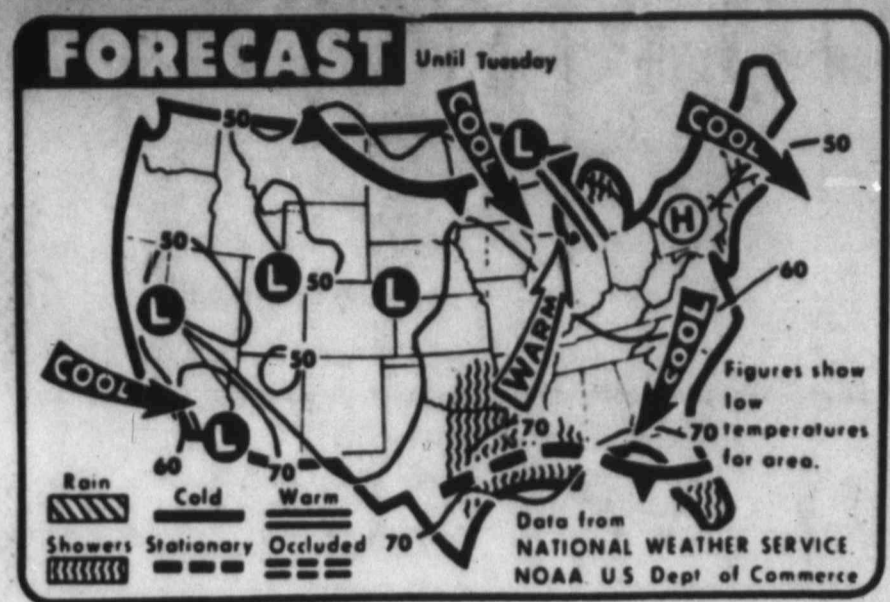 FORECAST Until Tuesday
50
COOL
L
COOL
50
H
50
L
50
L
L
60
COOL
WARM
COOL
50
L
60
70
70
70
70
Figures show
low
temperatures
for area.
Rain Cold Warm
Showers Stationary Occluded
Data from
NATIONAL WEATHER SERVICE.
NOAA U S Dept of Commerce